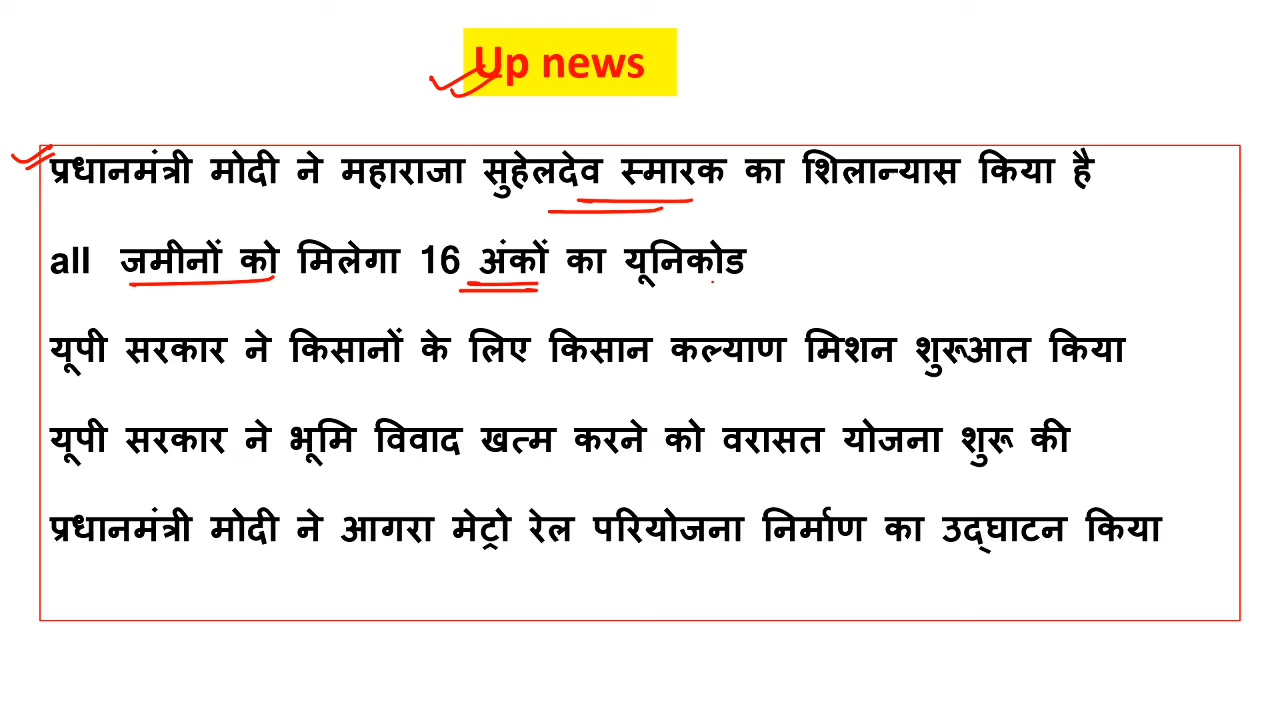 Up news
प्रधानमंत्री मोदी ने महाराजा सुहेलदेव स्मारक का शिलान्यास किया है
all जमीनों को मिलेगा 16 अंकों का यूनिकोड
यूपी सरकार ने किसानों के लिए किसान कल्याण मिशन शुरूआत किया
यूपी सरकार ने भूमि विवाद खत्म करने को वरासत योजना शुरू की
प्रधानमंत्री मोदी ने आगरा मेट्रो रेल परियोजना निर्माण का उद्घाटन किया